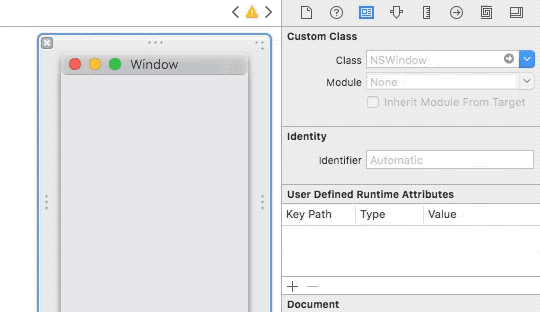 Window
Custom Class
Class NSWindow
Module None
Inherit Module From Target
Identity
Identifier Automatic
User Defined Runtime Attributes
Key Path Type Value
Document